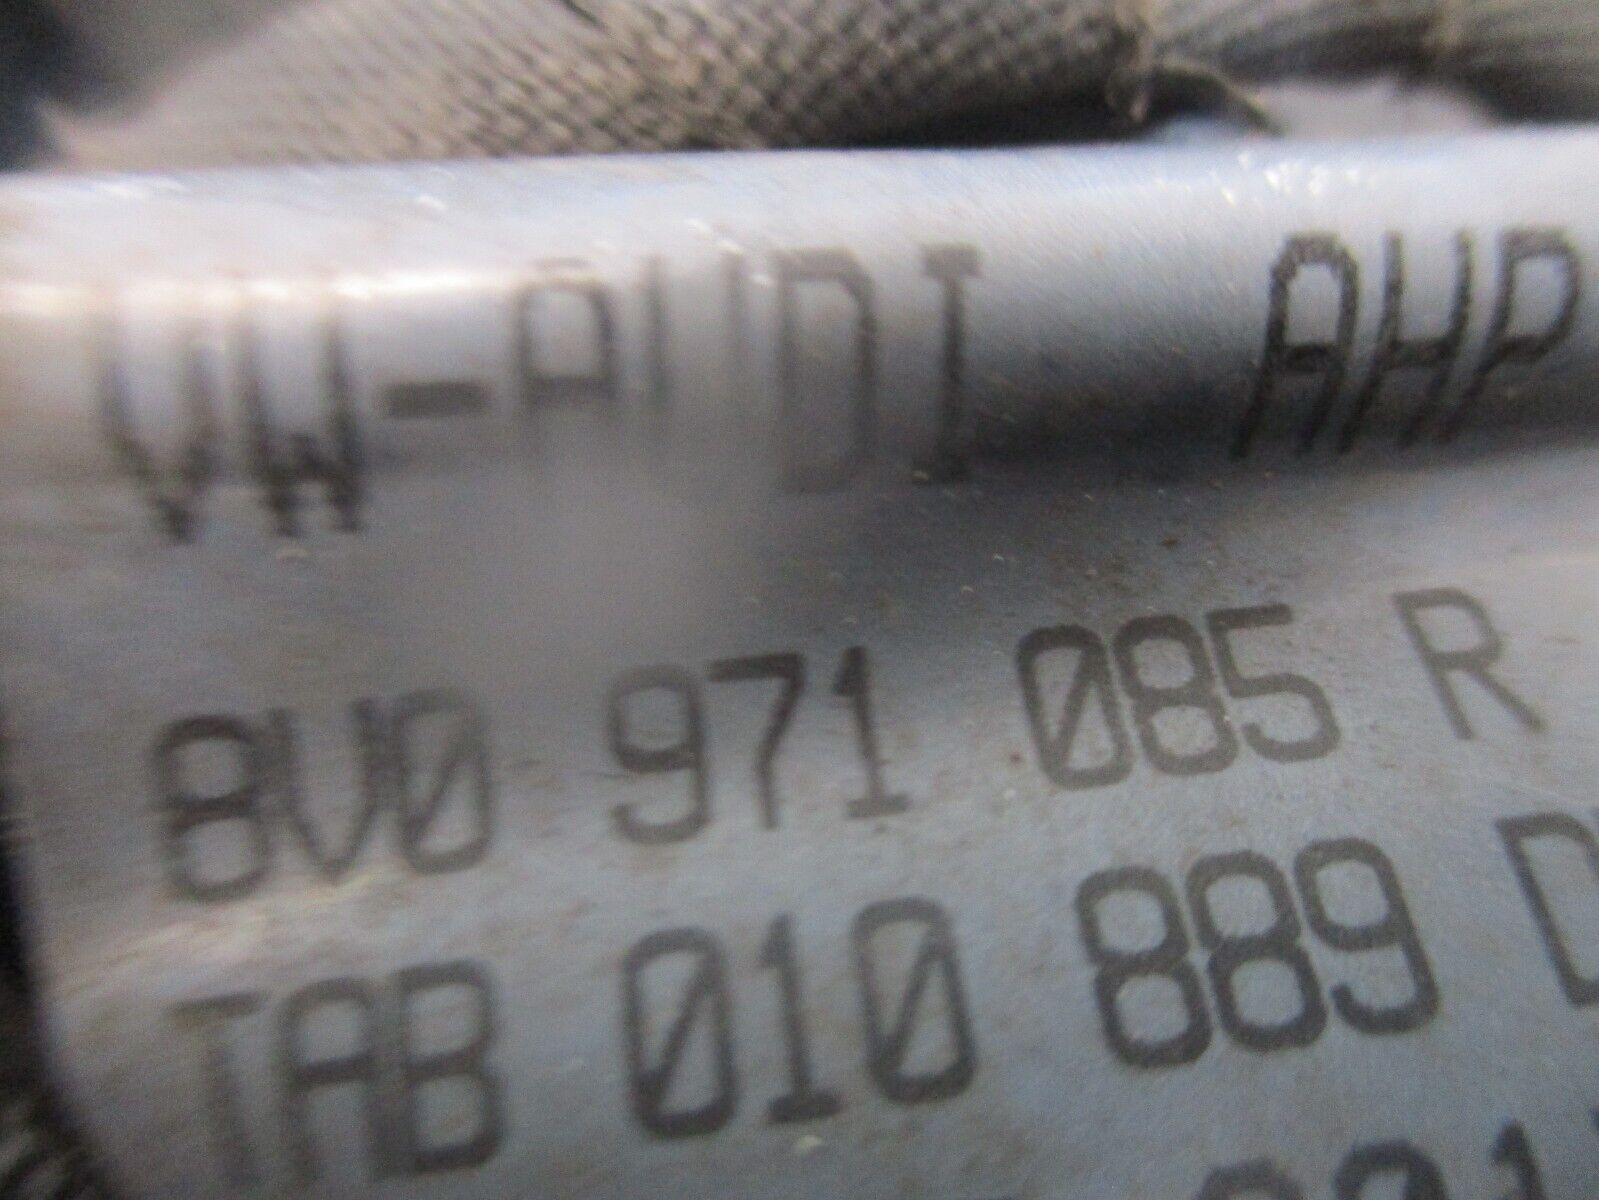 VW-AUDI AHP
8V0 971 085 R
TAB 010 889